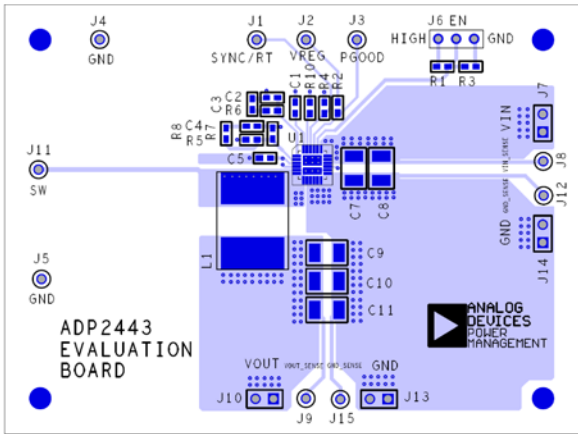 J4
GND
J1
SYNC/RT
J2
VREG
J3
PGOOD
J6 EN
HIGH
GND
R1
R3
C3
C2
R6
C1
R10
R4
R2
R8
R7
C4
R5
C5
U1
J7
VIN
VIN_SENSE
J8
GND_SENSE
J12
GND
J14
J11
SW
C7
C8
L1
J5
GND
C9
C10
C11
ADP2443
EVALUATION
BOARD
ANALOG
DEVICES
POWER
MANAGEMENT
VOUT
VOUT_SENSE
GND_SENSE
GND
J10
J9
J15
J13